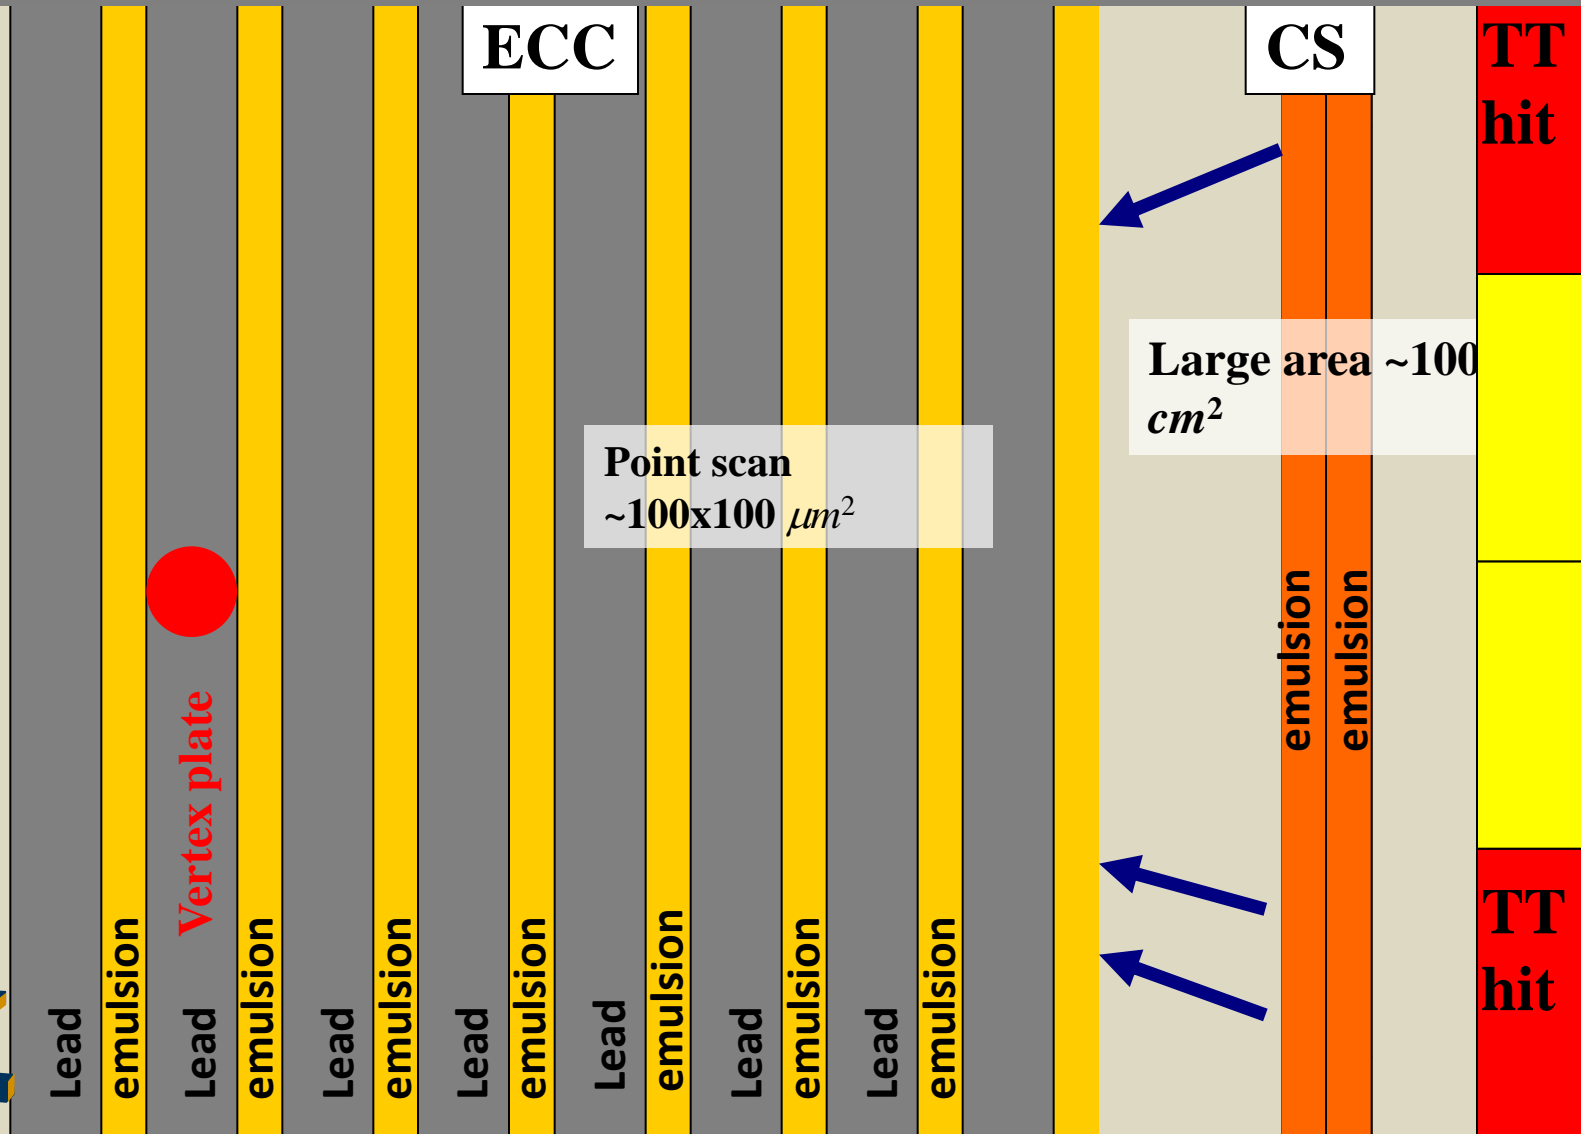 ECC
CS
TT
hit
Large area ~100
cm²
Point scan
~100x100 μm²
emulsion
emulsion
Vertex plate
TT
hit
Lead
emulsion
Lead
emulsion
Lead
emulsion
Lead
emulsion
Lead
emulsion
Lead
emulsion
Lead
emulsion